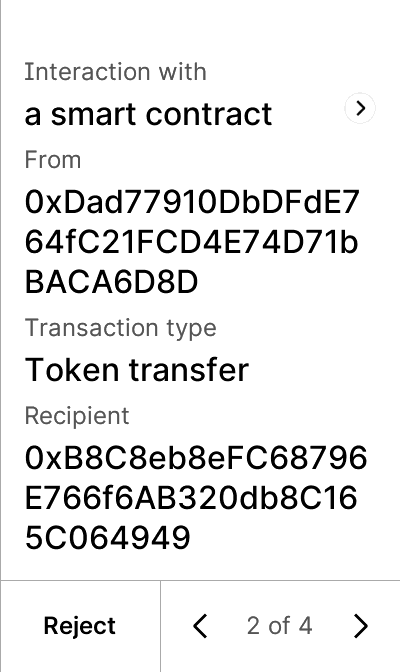 Interaction with
a smart contract
From
0xDad77910DbDFdE7
64fC21FCD4E74D71b
BACA6D8D
Transaction type
Token transfer
Recipient
0xB8C8eb8eFC68796
E766f6AB320db8C16
5C064949
Reject
2 of 4